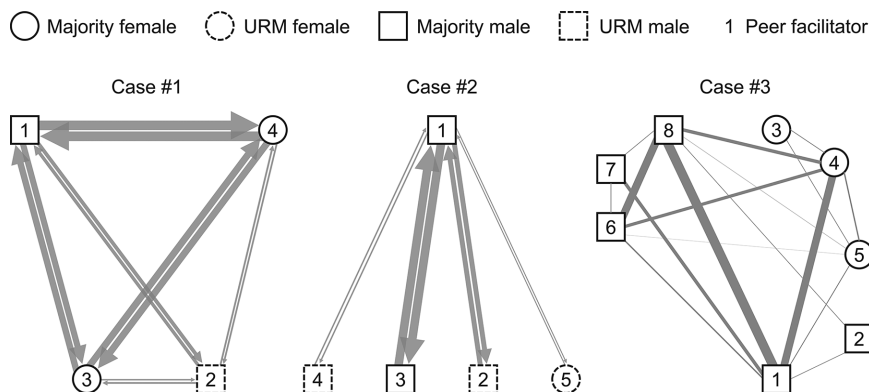 Majority female URM female Majority male URM male 1 Peer facilitator
Case #1 Case #2 Case #3
1 4 1 8 3
4
7
6
5
2
3 2 4 3 2 5 1